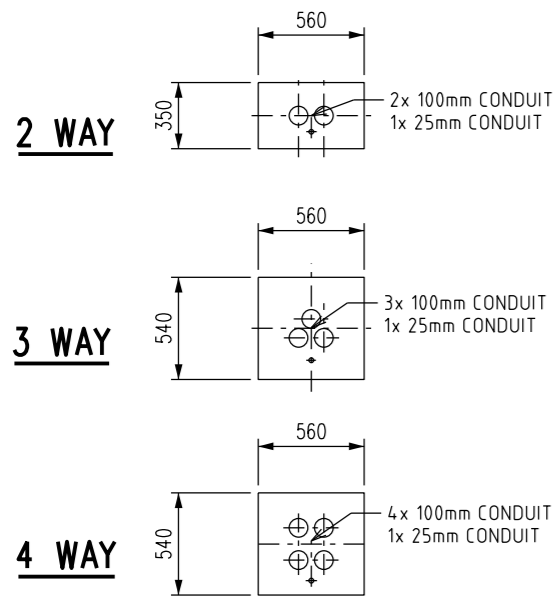 560
350
2 WAY
2x 100mm CONDUIT
1x 25mm CONDUIT
560
540
3 WAY
3x 100mm CONDUIT
1x 25mm CONDUIT
560
540
4 WAY
4x 100mm CONDUIT
1x 25mm CONDUIT